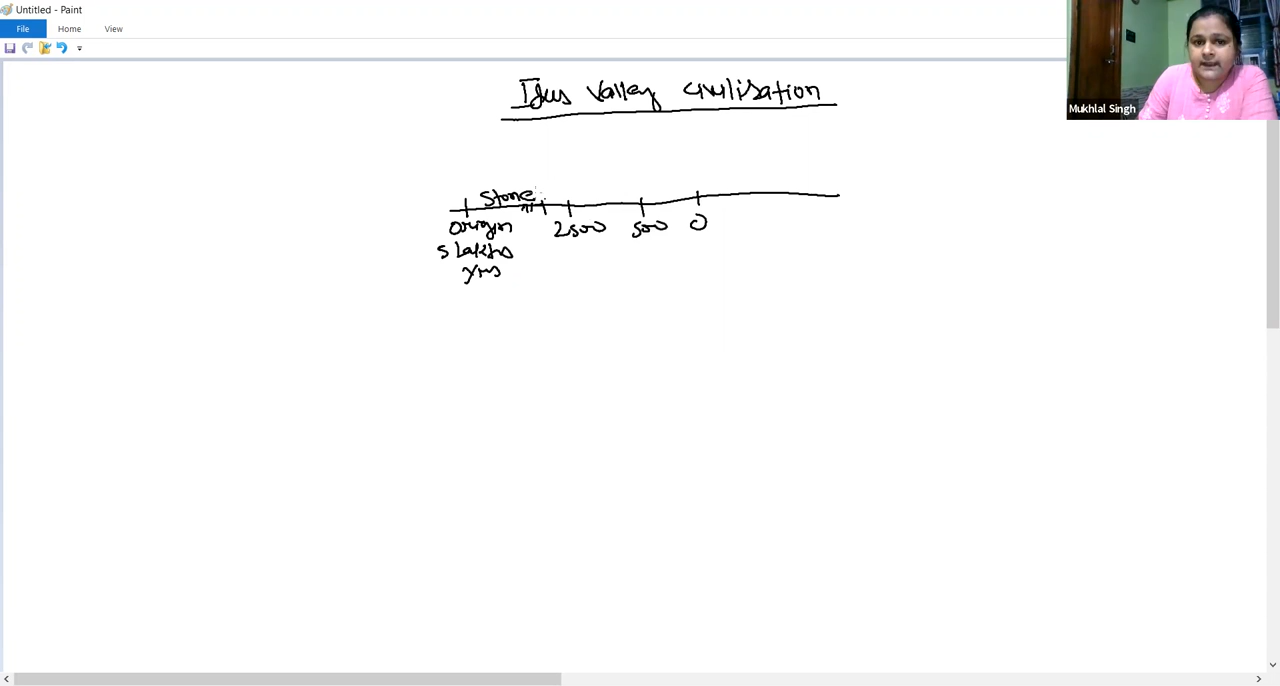 Untitled - Paint
File Home View
Mukhlal Singh
Idus Valley civilisation
Stone
origin 2500 500 0
5 Lakhs
yrs